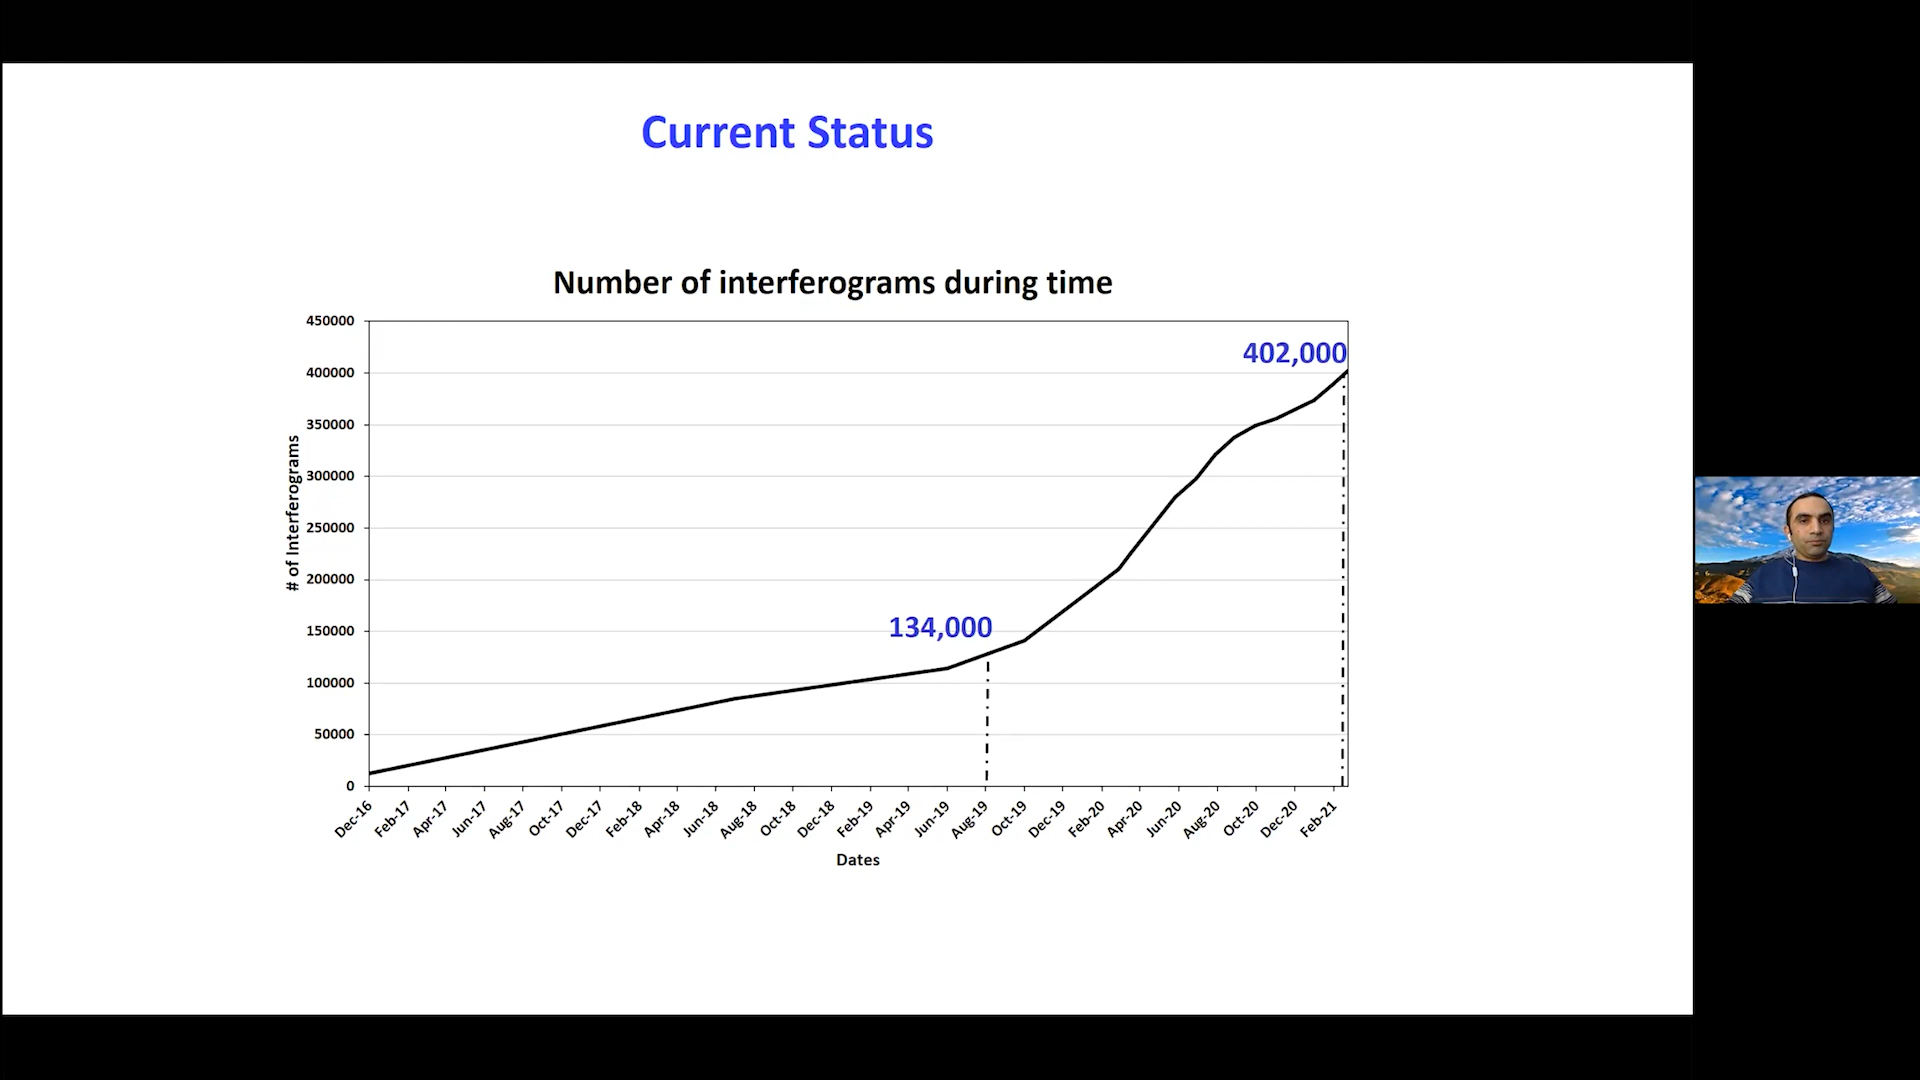 Current Status
Number of interferograms during time
450000
402,000
400000
350000
# of Interferograms
300000
250000
200000
134,000
150000
100000
50000
0
Dec-16 Feb-17 Apr-17 Jun-17 Aug-17 Oct-17 Dec-17 Feb-18 Apr-18 Jun-18 Aug-18 Oct-18 Dec-18 Feb-19 Apr-19 Jun-19 Aug-19 Oct-19 Dec-19 Feb-20 Apr-20 Jun-20 Aug-20 Oct-20 Dec-20 Feb-21
Dates